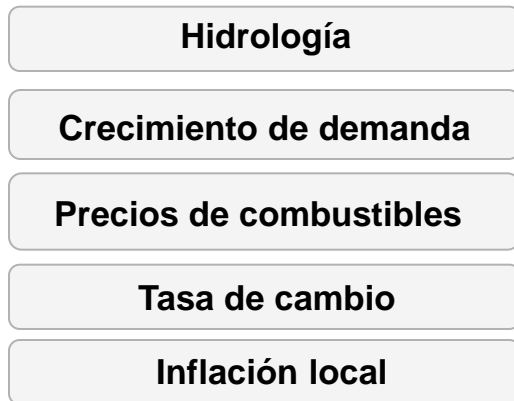 Hidrología
Crecimiento de demanda
Precios de combustibles
Tasa de cambio
Inflación local